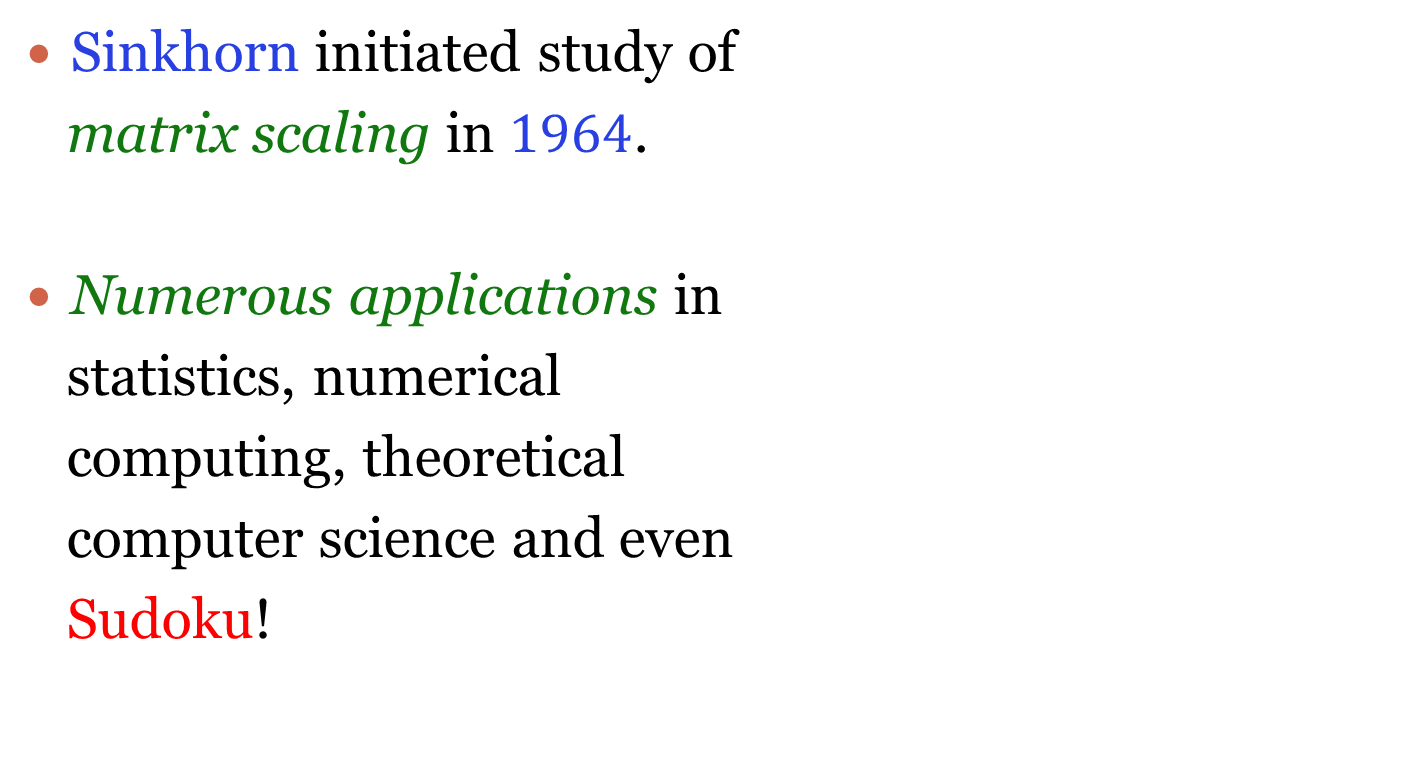 • Sinkhorn initiated study of
matrix scaling in 1964.
• Numerous applications in
statistics, numerical
computing, theoretical
computer science and even
Sudoku!